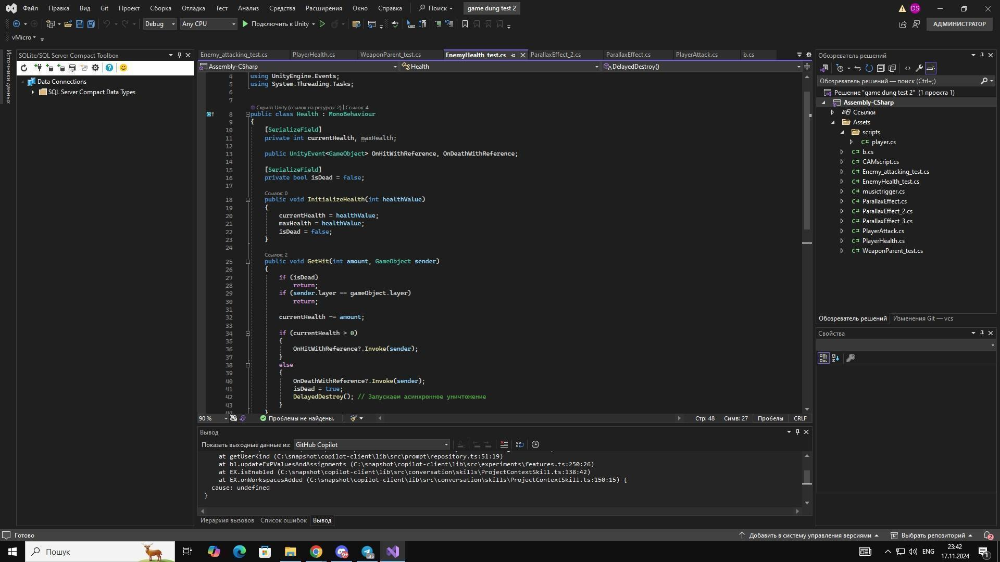 Файл Правка Вид Git Проект Сборка Отладка Тест Анализ Средства Расширения Окно Справка Поиск game dung test 2 DS
Debug Any CPU Подключить к Unity АДМИНИСТРАТОР
vMicro
Источники данных
SQLite/SQL Server Compact Toolbox
Data Connections
SQL Server Compact Data Types
Enemy_attacking_test.cs PlayerHealth.cs WeaponParent_test.cs EnemyHealth_test.cs ParallaxEffect_2.cs ParallaxEffect.cs PlayerAttack.cs b.cs
Assembly-CSharp Health DelayedDestroy()
4 using UnityEngine.Events;
5 using System.Threading.Tasks;
6
7
Скрипт Unity (ссылок на ресурсы: 2) | Ссылок: 4
8 public class Health : MonoBehaviour
9 {
10 [SerializeField]
11 private int currentHealth, maxHealth;
12
13 public UnityEvent<GameObject> OnHitWithReference, OnDeathWithReference;
14
15 [SerializeField]
16 private bool isDead = false;
17
Ссылок: 0
18 public void InitializeHealth(int healthValue)
19 {
20 currentHealth = healthValue;
21 maxHealth = healthValue;
22 isDead = false;
23 }
24
Ссылок: 2
25 public void GetHit(int amount, GameObject sender)
26 {
27 if (isDead)
28 return;
29 if (sender.layer == gameObject.layer)
30 return;
31
32 currentHealth -= amount;
33
34 if (currentHealth > 0)
35 {
36 OnHitWithReference?.Invoke(sender);
37 }
38 else
39 {
40 OnDeathWithReference?.Invoke(sender);
41 isDead = true;
42 DelayedDestroy(); // Запускаем асинхронное уничтожение
43 }
44 }
90 % Проблемы не найдены. Стр: 48 Симв: 27 Пробелы CRLF
Вывод
Показать выходные данные из: GitHub Copilot
at getUserKind (C:\snapshot\copilot-client\lib\src\prompt\repository.ts:51:19)
at b1.updateExPValuesAndAssignments (C:\snapshot\copilot-client\lib\src\experiments\features.ts:250:26)
at EX.isEnabled (C:\snapshot\copilot-client\lib\src\conversation\skills\ProjectContextSkill.ts:138:42)
at EX.onWorkspacesAdded (C:\snapshot\copilot-client\lib\src\conversation\skills\ProjectContextSkill.ts:150:15) {
cause: undefined
}
Иерархия вызовов Список ошибок Вывод
Обозреватель решений
Обозреватель решений — поиск (Ctrl+;)
Решение "game dung test 2" (1 проекта 1)
Assembly-CSharp
Ссылки
Assets
scripts
C# player.cs
C# b.cs
C# CAMscript.cs
C# Enemy_attacking_test.cs
C# EnemyHealth_test.cs
C# musictrigger.cs
C# ParallaxEffect.cs
C# ParallaxEffect_2.cs
C# ParallaxEffect_3.cs
C# PlayerAttack.cs
C# PlayerHealth.cs
C# WeaponParent_test.cs
Обозреватель решений Изменения Git — vcs
Свойства
Готово Добавить в систему управления версиями Выбрать репозиторий 2
Пошук 9+ 35 ENG 23:42 1
17.11.2024